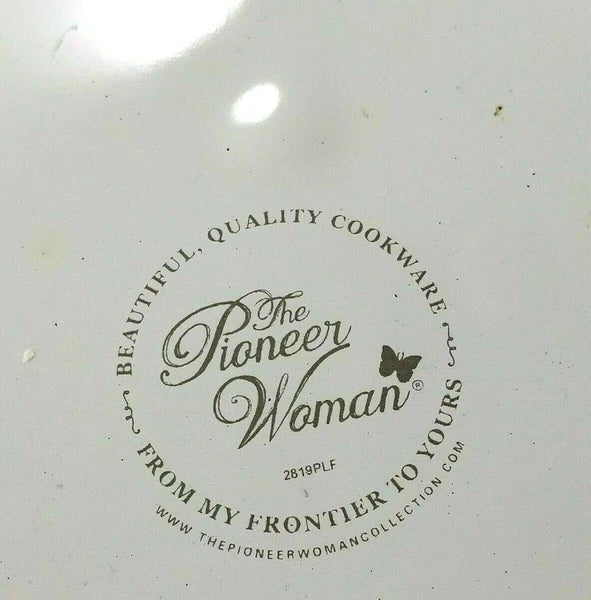 BEAUTIFUL, QUALITY COOKWARE
The
Pioneer
Woman®
2819PLF
FROM MY FRONTIER TO YOURS
WWW THEPIONEERWOMANCOLLECTION COM